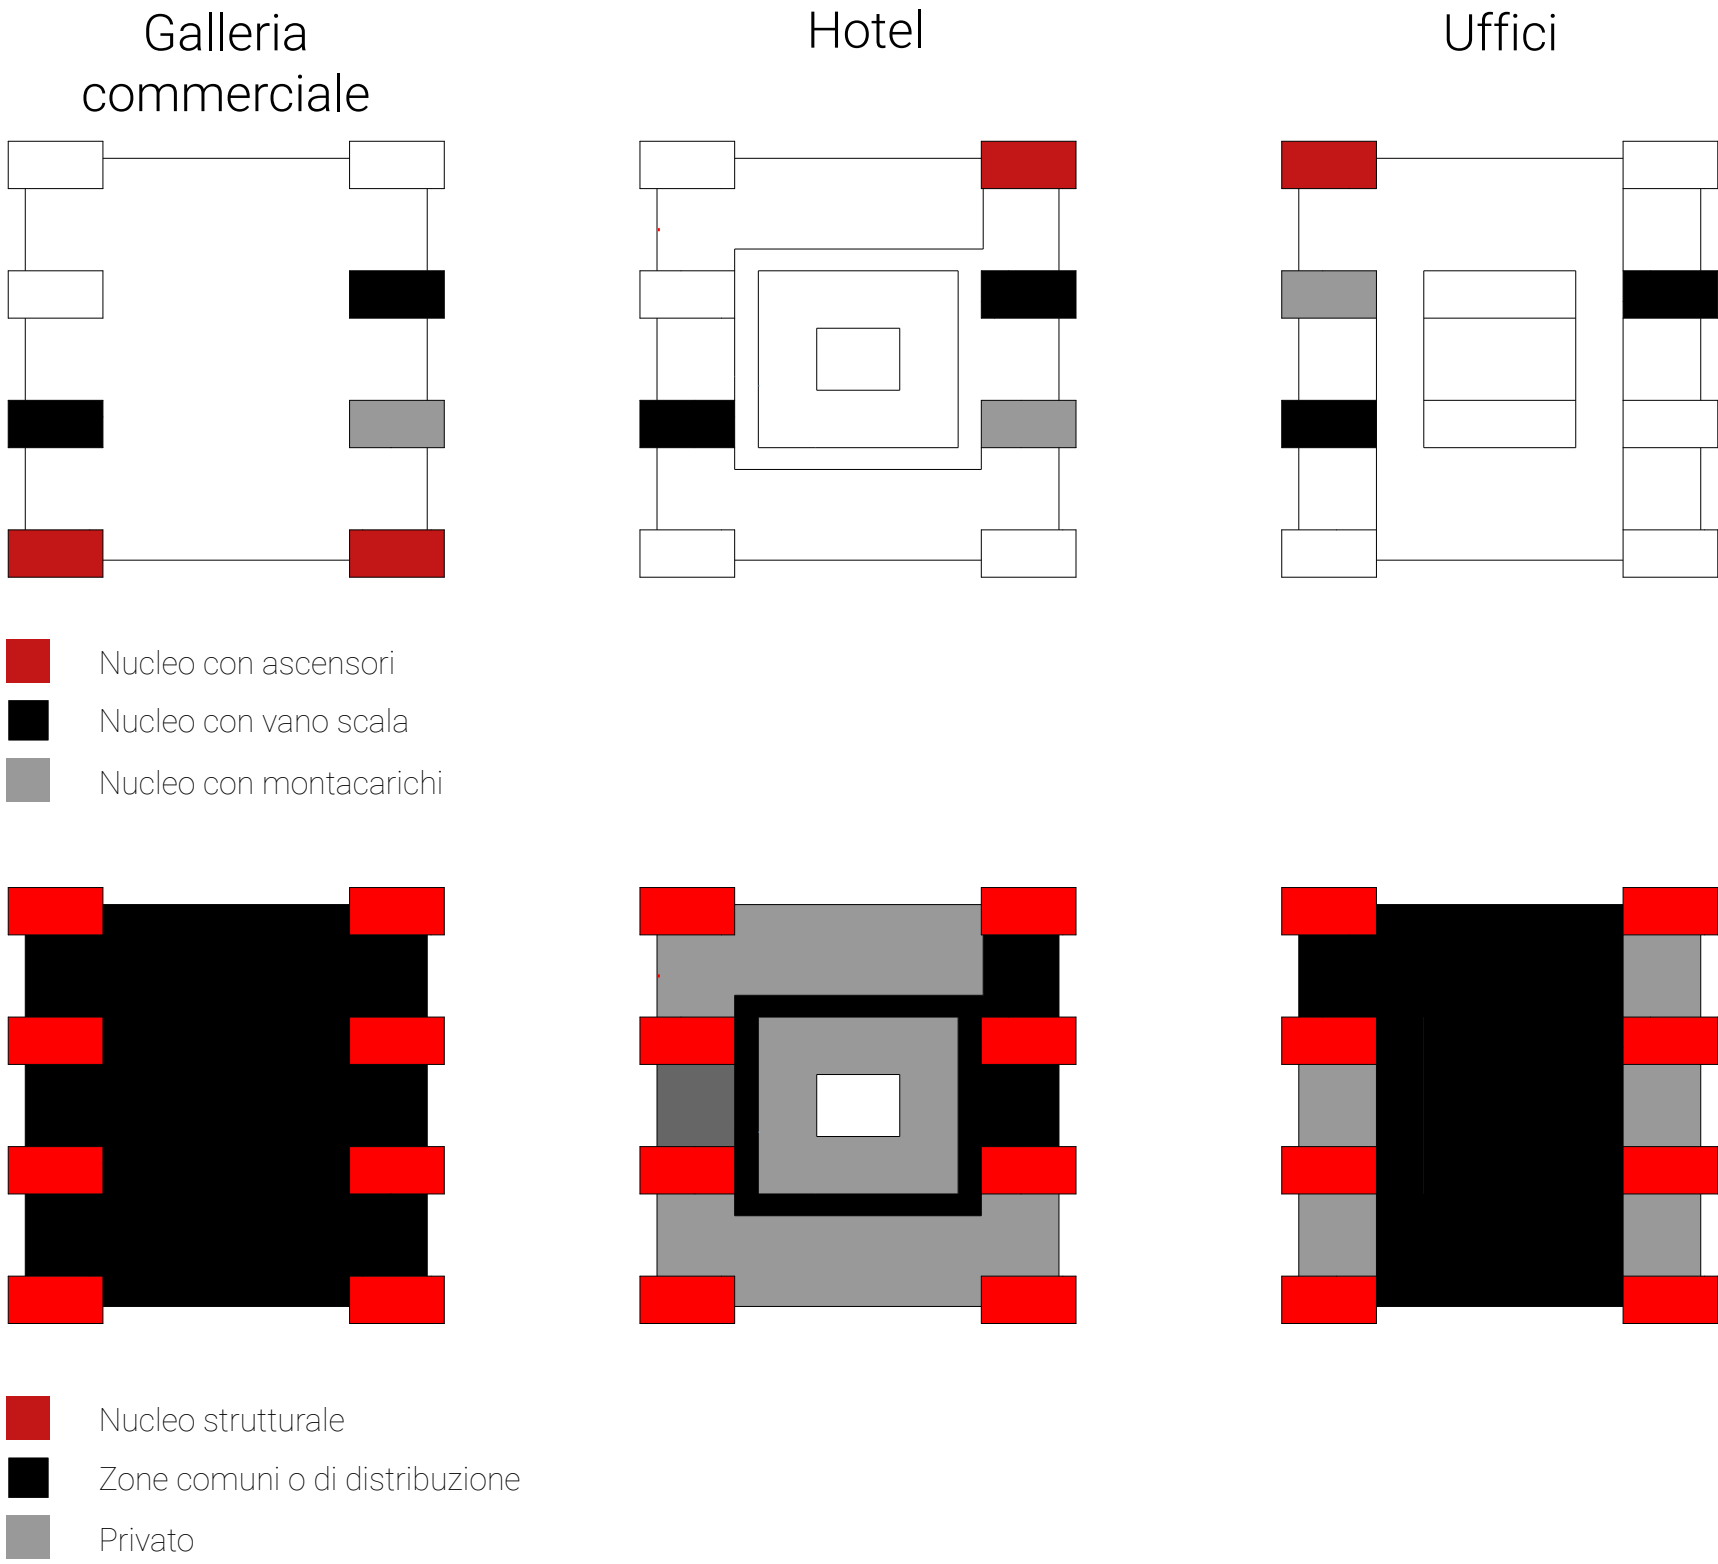 Galleria
commerciale
Hotel
Uffici
Nucleo con ascensori
Nucleo con vano scala
Nucleo con montacarichi
Nucleo strutturale
Zone comuni o di distribuzione
Privato